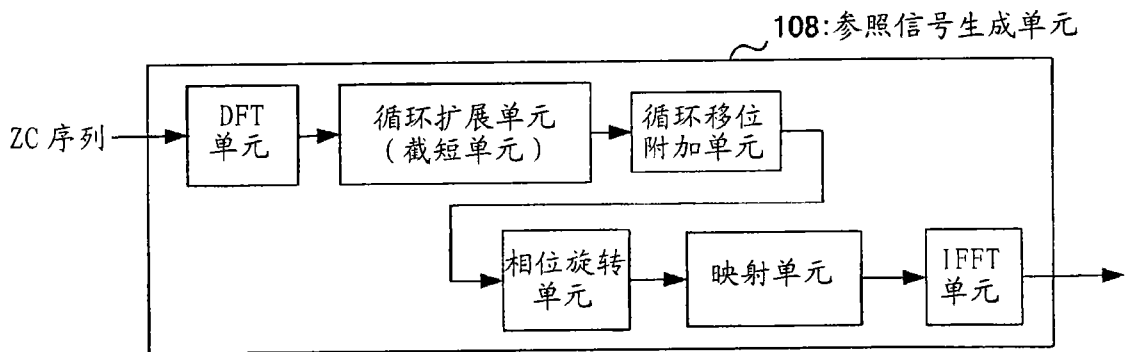 108:参照信号生成单元
ZC 序列
DFT
单元
循环扩展单元
(截短单元)
循环移位
附加单元
相位旋转
单元
映射单元
IFFT
单元